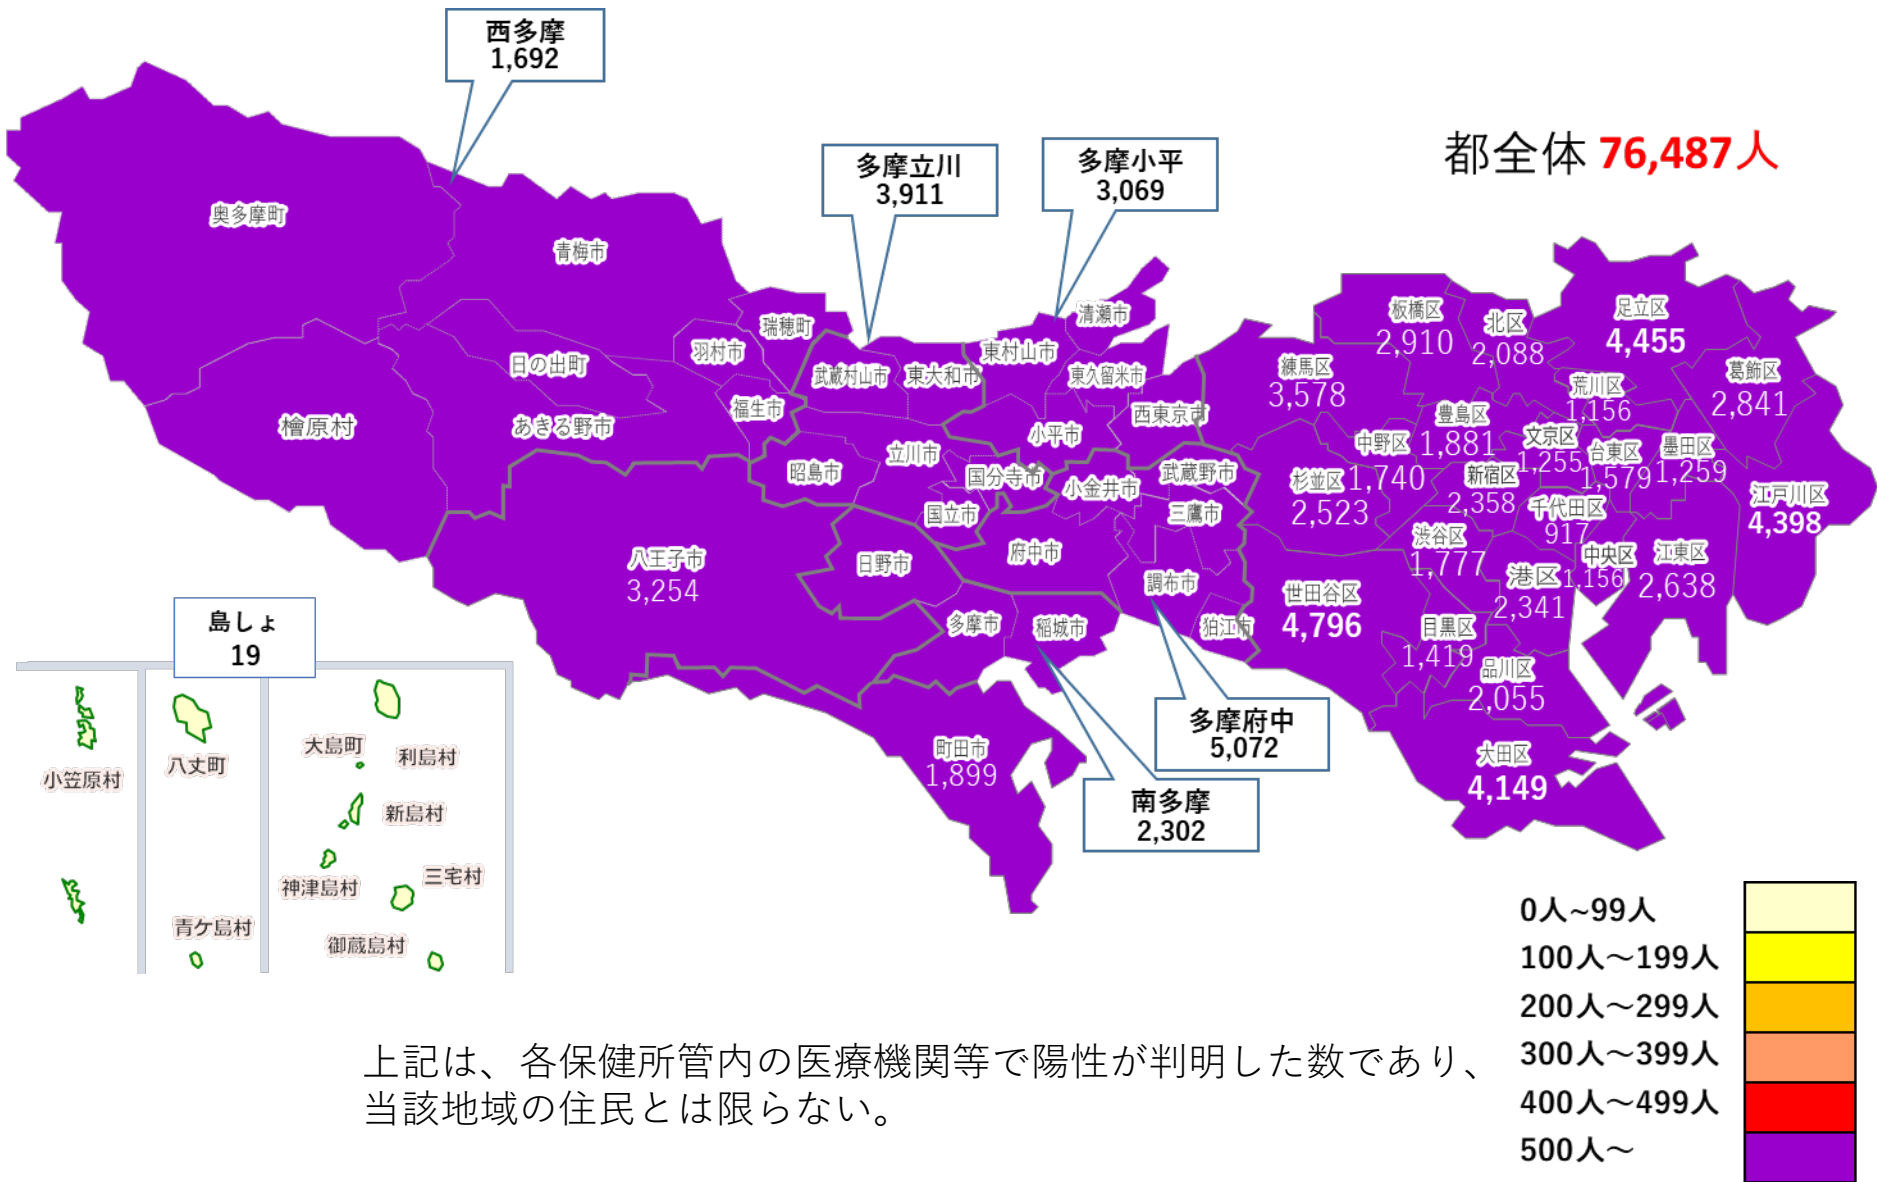 西多摩
1,692
多摩立川
3,911
多摩小平
3,069
都全体 76,487人
奥多摩町
青梅市
瑞穂町
羽村市
日の出町
福生市
あきる野市
檜原村
武蔵村山市
東大和市
東村山市
清瀬市
東久留米市
西東京市
小平市
立川市
昭島市
国分寺市
国立市
小金井市
武蔵野市
三鷹市
府中市
調布市
狛江市
八王子市
3,254
日野市
多摩市
稲城市
町田市
1,899
多摩府中
5,072
南多摩
2,302
板橋区
2,910
北区
2,088
足立区
4,455
葛飾区
2,841
練馬区
3,578
荒川区
1,156
豊島区
1,881
中野区
1,740
文京区
1,255
台東区
1,579
墨田区
1,259
杉並区
2,523
新宿区
2,358
千代田区
917
江戸川区
4,398
渋谷区
1,777
中央区
1,156
江東区
2,638
港区
2,341
世田谷区
4,796
目黒区
1,419
品川区
2,055
大田区
4,149
島しょ
19
小笠原村
八丈町
青ケ島村
大島町
利島村
新島村
神津島村
三宅村
御蔵島村
0人~99人
100人～199人
200人～299人
300人～399人
400人～499人
500人～
上記は、各保健所管内の医療機関等で陽性が判明した数であり、
当該地域の住民とは限らない。